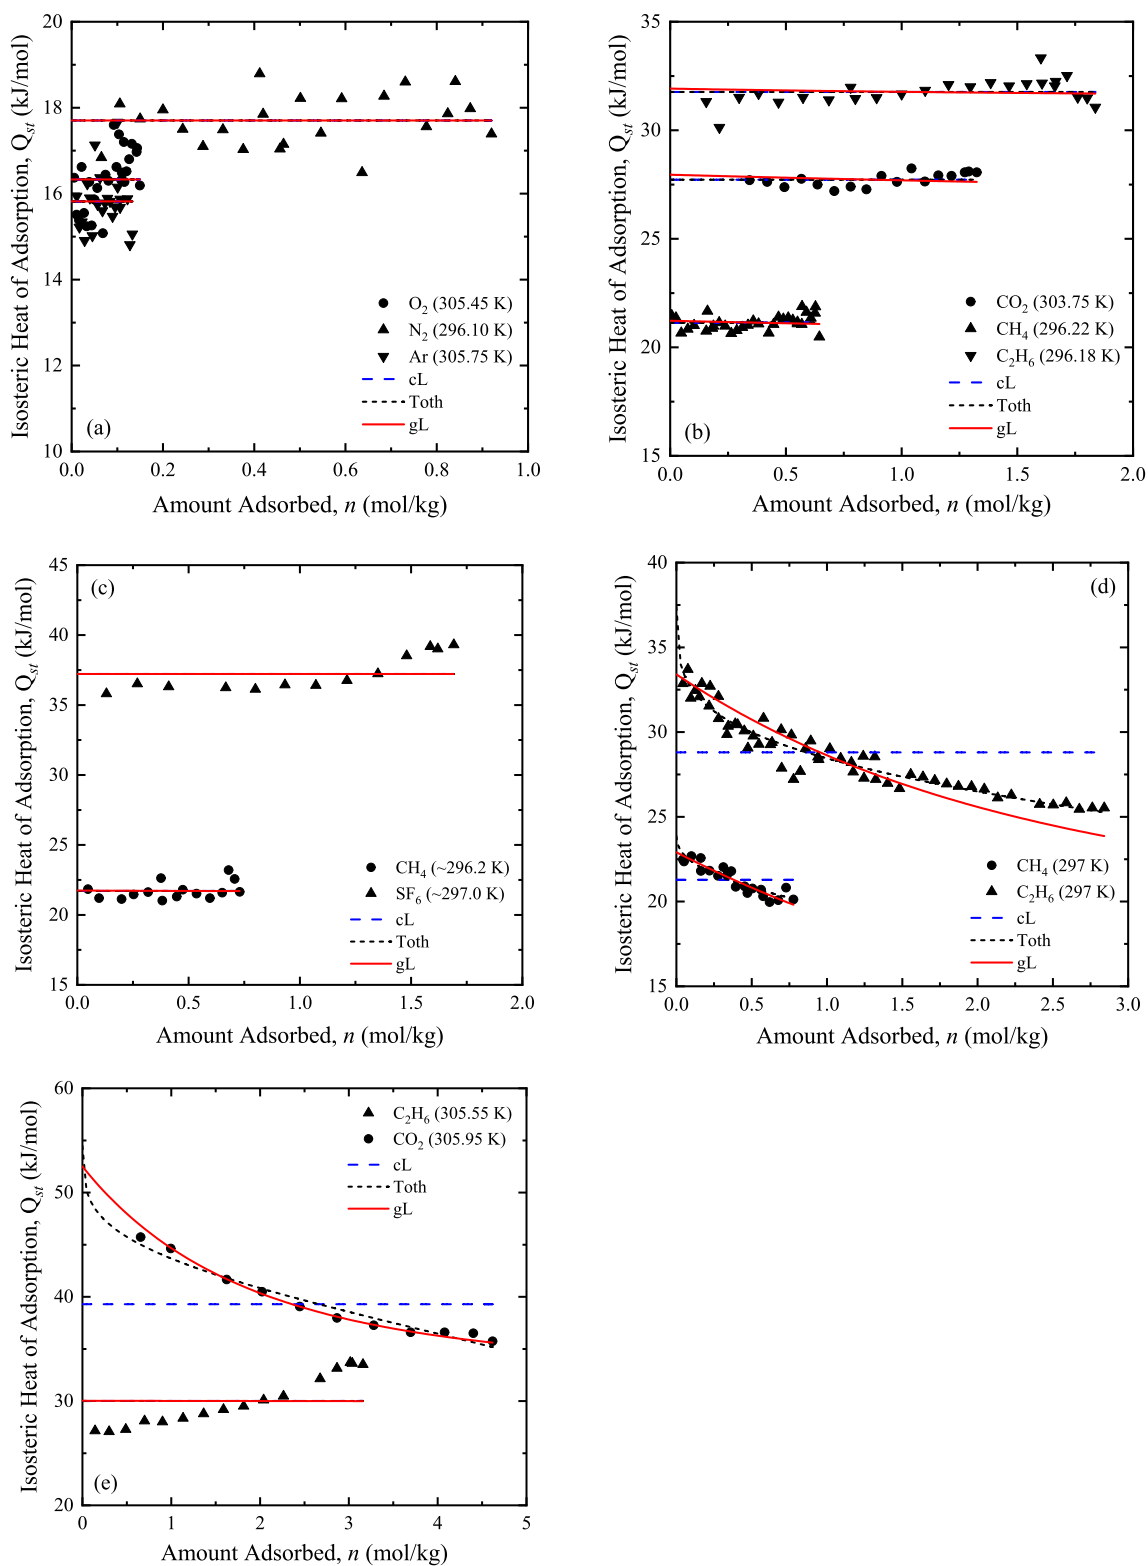 20
18
16
14
12
10
0.0 0.2 0.4 0.6 0.8 1.0
Isosteric Heat of Adsorption, Qst (kJ/mol)
Amount Adsorbed, n (mol/kg)
O2 (305.45 K)
N2 (296.10 K)
Ar (305.75 K)
cL
Toth
gL
(a)
35
30
25
20
15
0.0 0.5 1.0 1.5 2.0
Isosteric Heat of Adsorption, Qst (kJ/mol)
Amount Adsorbed, n (mol/kg)
CO2 (303.75 K)
CH4 (296.22 K)
C2H6 (296.18 K)
cL
Toth
gL
(b)
(c)
45
40
35
30
25
20
15
0.0 0.5 1.0 1.5 2.0
Isosteric Heat of Adsorption, Qst (kJ/mol)
Amount Adsorbed, n (mol/kg)
CH4 (~296.2 K)
SF6 (~297.0 K)
cL
Toth
gL
(d)
40
35
30
25
20
15
0.0 0.5 1.0 1.5 2.0 2.5 3.0
Isosteric Heat of Adsorption, Qst (kJ/mol)
Amount Adsorbed, n (mol/kg)
CH4 (297 K)
C2H6 (297 K)
cL
Toth
gL
60
50
40
30
20
0 1 2 3 4 5
Isosteric Heat of Adsorption, Qst (kJ/mol)
Amount Adsorbed, n (mol/kg)
C2H6 (305.55 K)
CO2 (305.95 K)
cL
Toth
gL
(e)